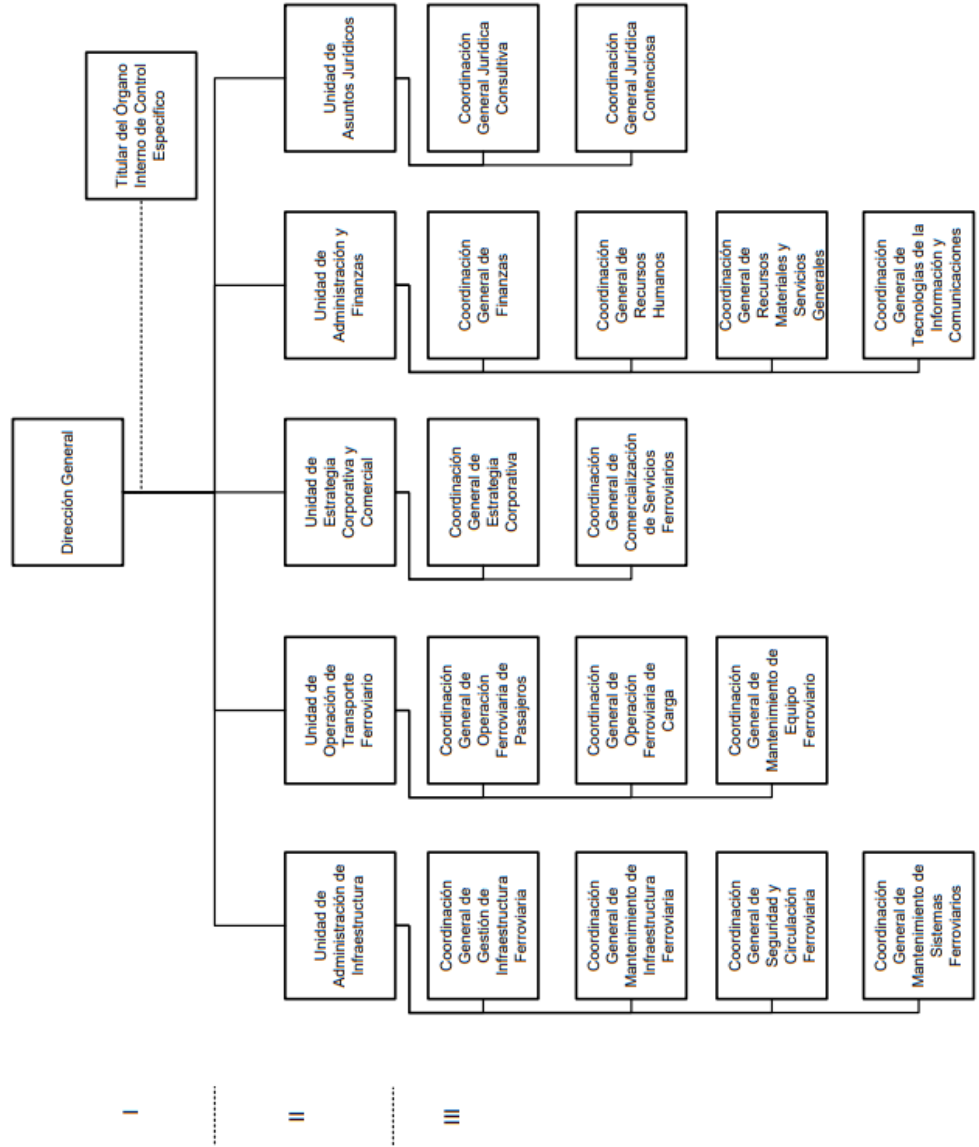 Dirección General
Titular del Órgano
Interno de Control
Especifico
I
II
III
Unidad de
Administración de
Infraestructura
Unidad de
Operación de
Transporte
Ferroviario
Unidad de
Estrategia
Corporativa y
Comercial
Unidad de
Administración y
Finanzas
Unidad de
Asuntos Jurídicos
Coordinación
General de
Gestión de
Infraestructura
Ferroviaria
Coordinación
General de
Operación
Ferroviaria de
Pasajeros
Coordinación
General de
Estrategia
Corporativa
Coordinación
General de
Finanzas
Coordinación
General Jurídica
Consultiva
Coordinación
General de
Mantenimiento de
Infraestructura
Ferroviaria
Coordinación
General de
Operación
Ferroviaria de
Carga
Coordinación
General de
Comercialización
de Servicios
Ferroviarios
Coordinación
General de
Recursos
Humanos
Coordinación
General Jurídica
Contenciosa
Coordinación
General de
Seguridad y
Circulación
Ferroviaria
Coordinación
General de
Mantenimiento de
Equipo
Ferroviario
Coordinación
General de
Recursos
Materiales y
Servicios
Generales
Coordinación
General de
Mantenimiento de
Sistemas
Ferroviarios
Coordinación
General de
Tecnologías de la
Información y
Comunicaciones